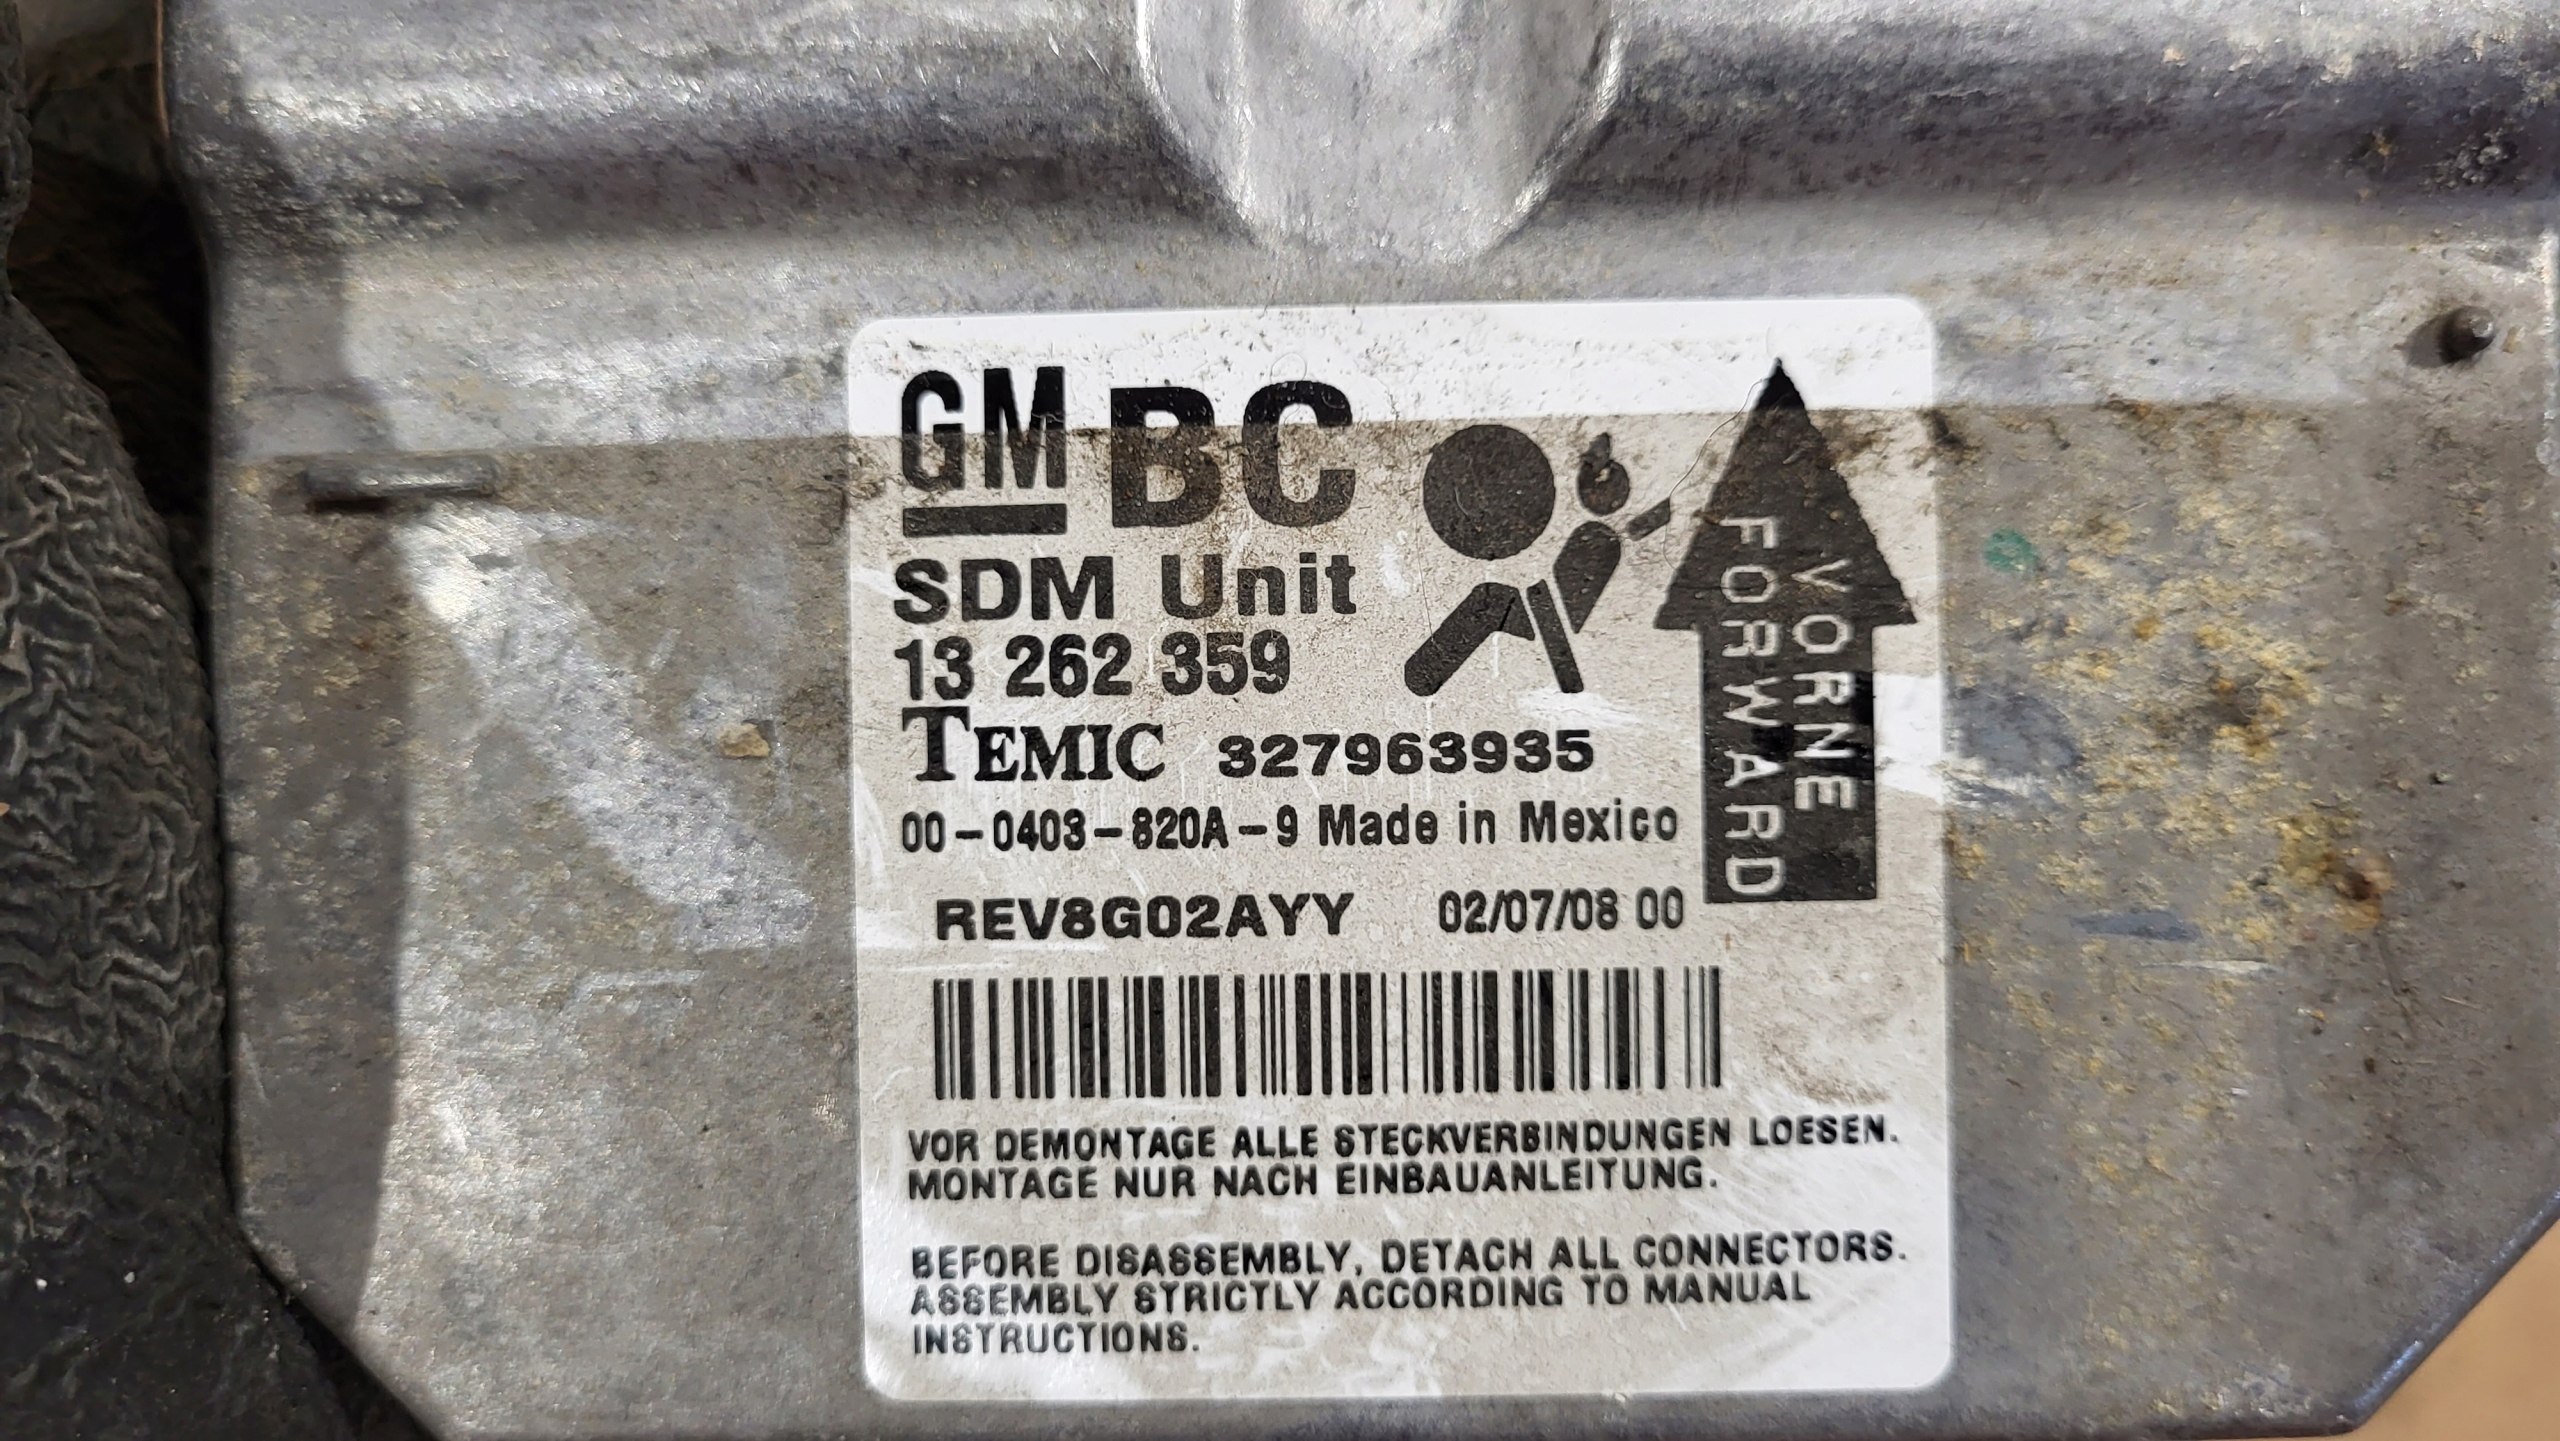 GM BC
SDM Unit
13 262 359
TEMIC 327963935
00-0403-820A-9 Made in Mexico
REV8G02AYY 02/07/08 00
VORNE
FORWARD
VOR DEMONTAGE ALLE STECKVERBINDUNGEN LOESEN.
MONTAGE NUR NACH EINBAUANLEITUNG.
BEFORE DISASSEMBLY, DETACH ALL CONNECTORS.
ASSEMBLY STRICTLY ACCORDING TO MANUAL
INSTRUCTIONS.